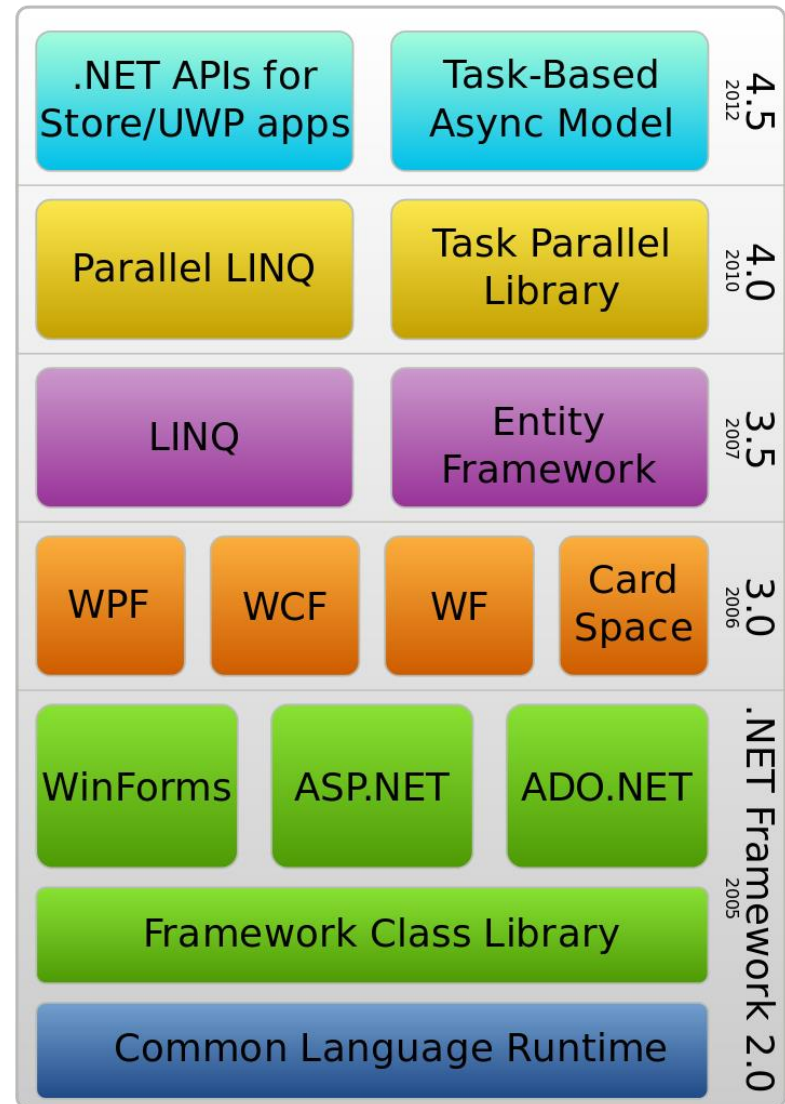 .NET APIs for
Store/UWP apps
Task-Based
Async Model
4.5
2012
Parallel LINQ
Task Parallel
Library
4.0
2010
LINQ
Entity
Framework
3.5
2007
WPF
WCF
WF
Card
Space
3.0
2006
WinForms
ASP.NET
ADO.NET
Framework Class Library
Common Language Runtime
.NET Framework 2.0
2005